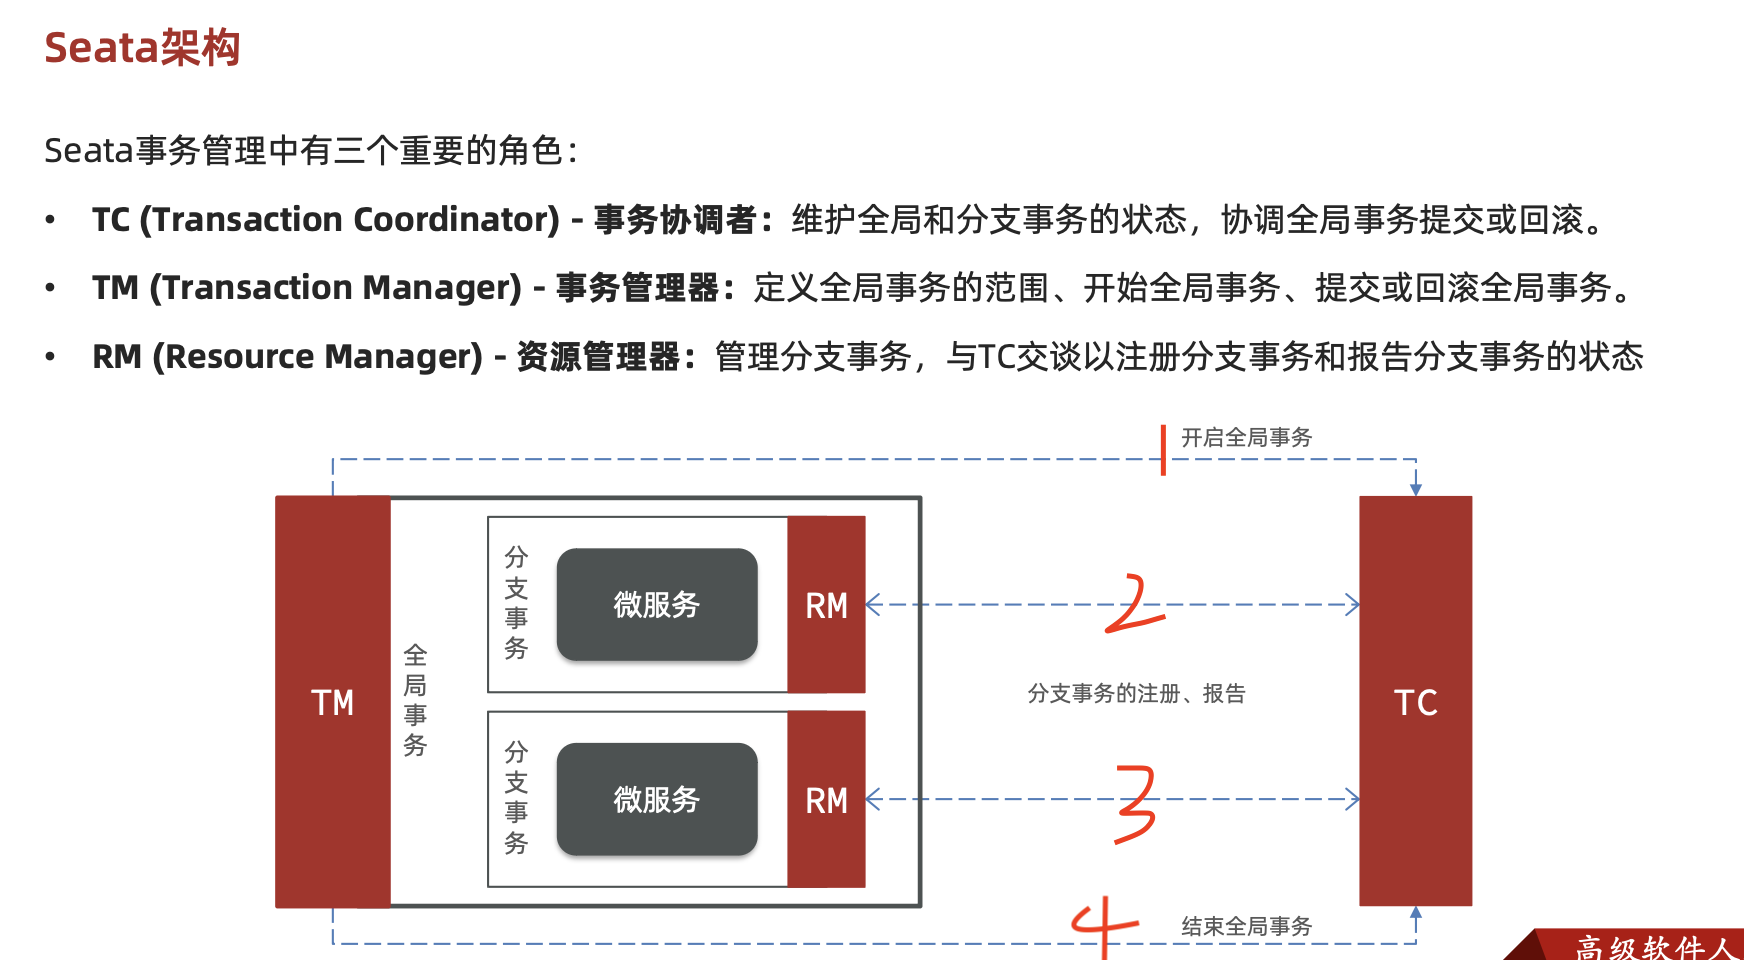 Seata架构
Seata事务管理中有三个重要的角色：
• TC (Transaction Coordinator) - 事务协调者：维护全局和分支事务的状态，协调全局事务提交或回滚。
• TM (Transaction Manager) - 事务管理器：定义全局事务的范围、开始全局事务、提交或回滚全局事务。
• RM (Resource Manager) - 资源管理器：管理分支事务，与TC交谈以注册分支事务和报告分支事务的状态
1 开启全局事务
TM
全局事务
分支事务
微服务
RM
2
分支事务的注册、报告
TC
分支事务
微服务
RM
3
4 结束全局事务
高级软件人